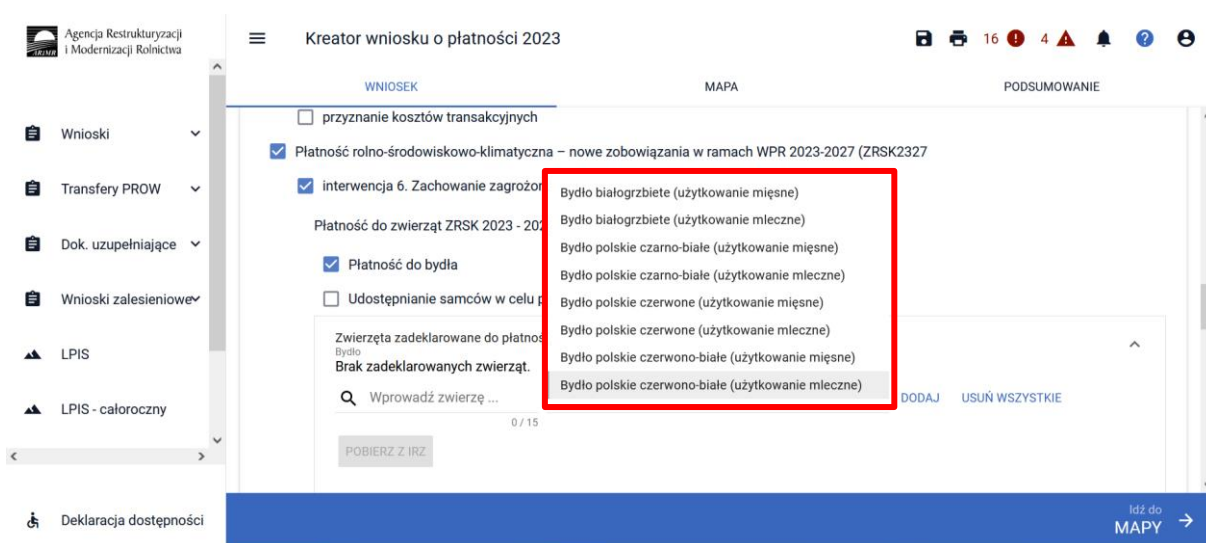 Agencja Restrukturyzacji
i Modernizacji Rolnictwa
ARiMR
Kreator wniosku o płatności 2023
16
4
WNIOSEK
MAPA
PODSUMOWANIE
Wnioski
Transfery PROW
Dok. uzupełniające
Wnioski zalesieniowe
LPIS
LPIS - całoroczny
Deklaracja dostępności
przyznanie kosztów transakcyjnych
Płatność rolno-środowiskowo-klimatyczna – nowe zobowiązania w ramach WPR 2023-2027 (ZRSK2327
interwencja 6. Zachowanie zagrożon
Płatność do zwierząt ZRSK 2023 - 202
Płatność do bydła
Udostępnianie samców w celu p
Zwierzęta zadeklarowane do płatnoś
Bydło
Brak zadeklarowanych zwierząt.
Wprowadź zwierzę ...
0 / 15
POBIERZ Z IRZ
Bydło białogrzbiete (użytkowanie mięsne)
Bydło białogrzbiete (użytkowanie mleczne)
Bydło polskie czarno-białe (użytkowanie mięsne)
Bydło polskie czarno-białe (użytkowanie mleczne)
Bydło polskie czerwone (użytkowanie mięsne)
Bydło polskie czerwone (użytkowanie mleczne)
Bydło polskie czerwono-białe (użytkowanie mięsne)
Bydło polskie czerwono-białe (użytkowanie mleczne)
DODAJ
USUŃ WSZYSTKIE
Idź do
MAPY